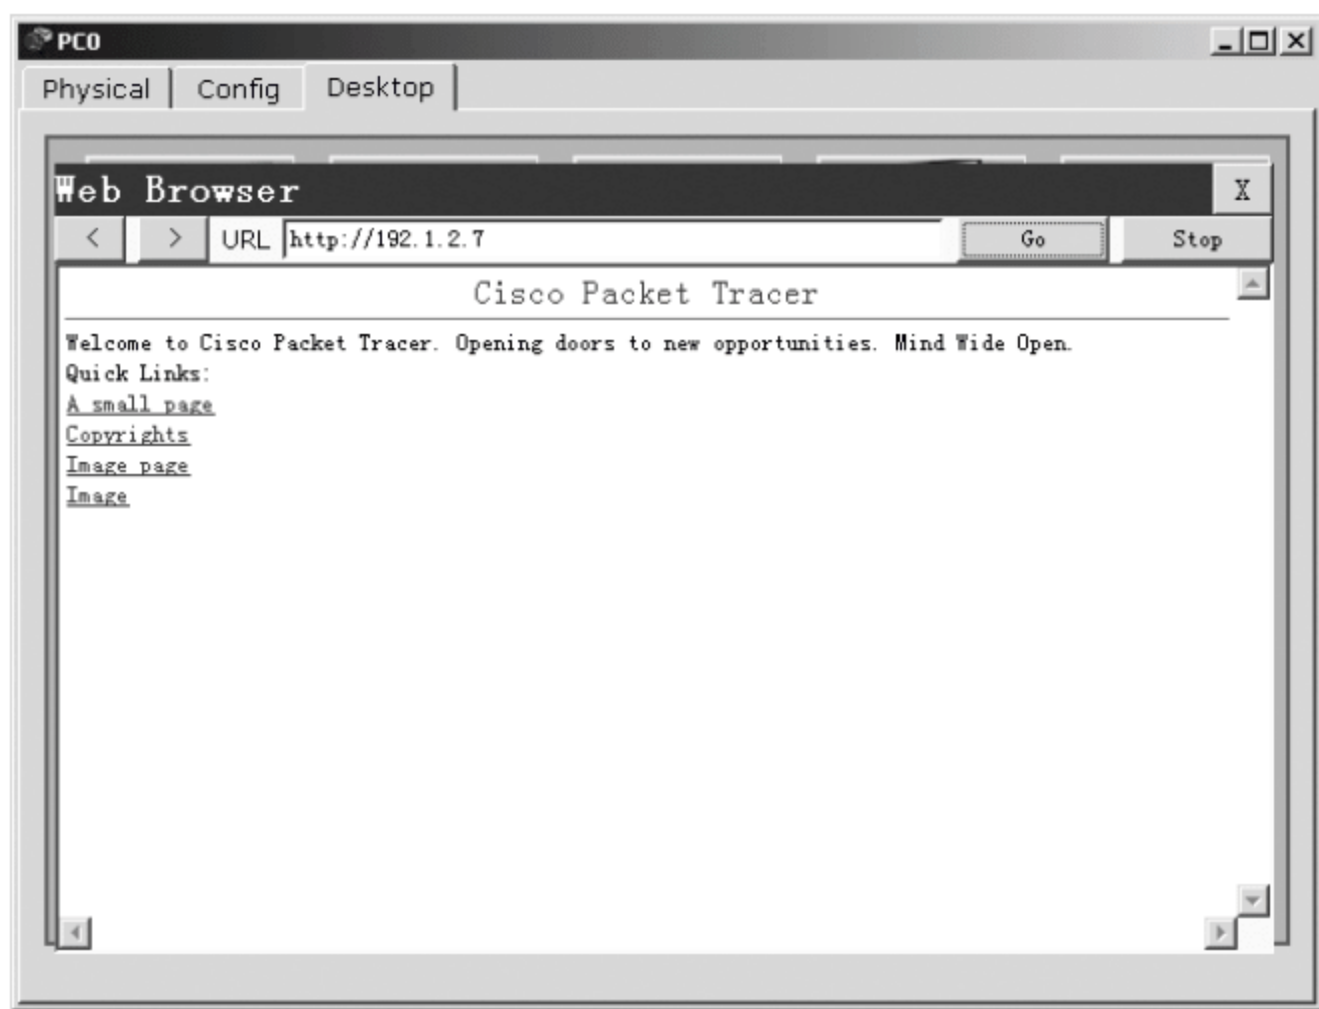 PC0
Physical Config Desktop
Web Browser X
< > URL http://192.1.2.7 Go Stop
Cisco Packet Tracer
Welcome to Cisco Packet Tracer. Opening doors to new opportunities. Mind Wide Open.
Quick Links:
A small page
Copyrights
Image page
Image